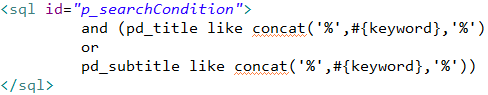 <sql id="p_searchCondition">
and (pd_title like concat('%',#{keyword},'%')
or
pd_subtitle like concat('%',#{keyword},'%'))
</sql>